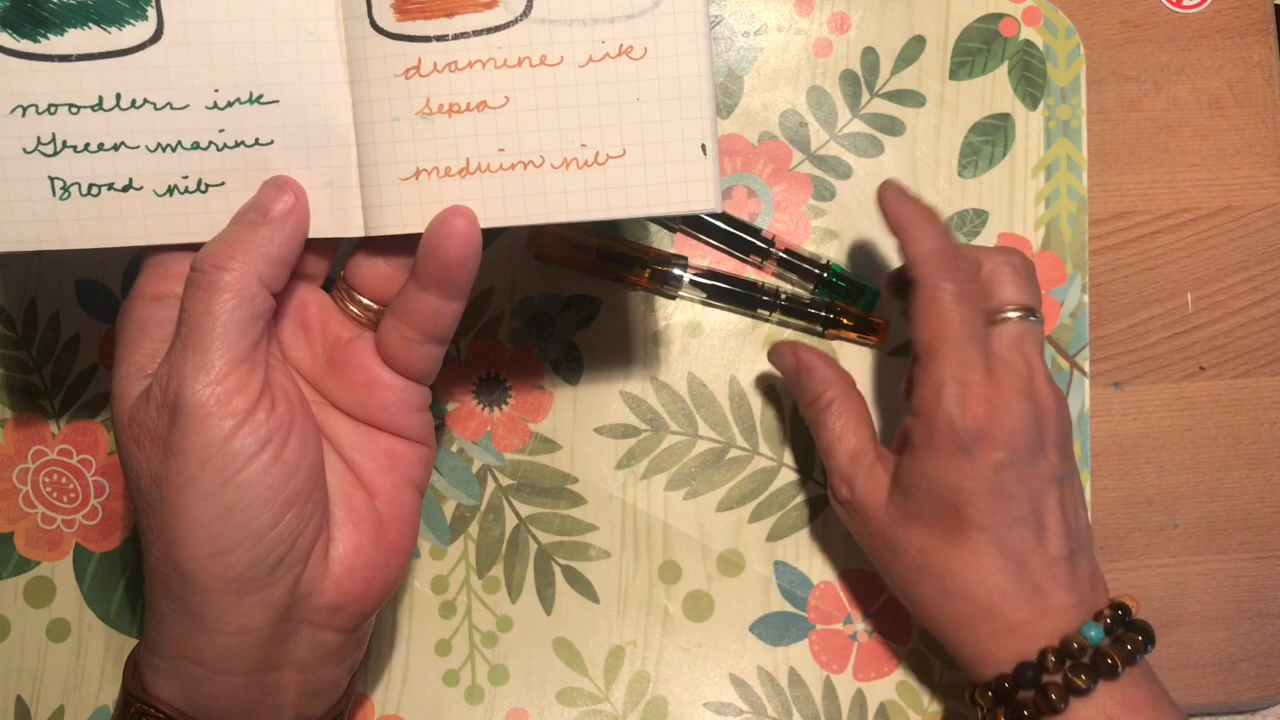 noodlers ink
Green marine
Broad nib
diamine ink
sepia
meduim nib